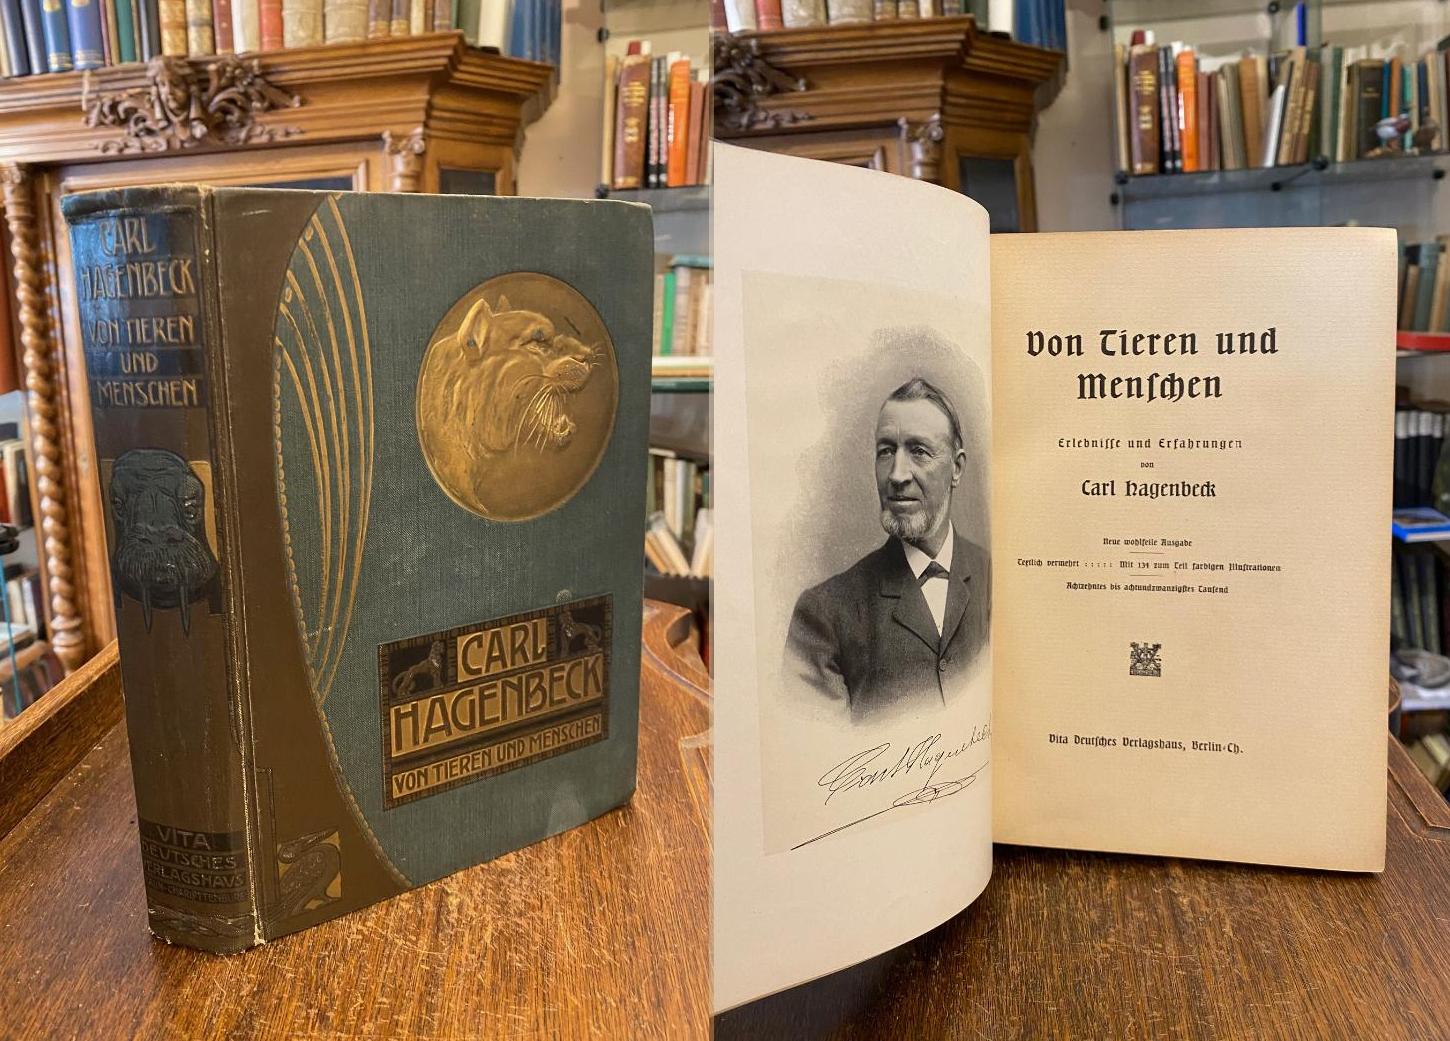 CARL
HAGENBECK
VON TIEREN
UND
MENSCHEN
VITA
DEUTSCHES
VERLAGSHAUS
CARL
HAGENBECK
VON TIEREN UND MENSCHEN
Carl Hagenbeck
Von Tieren und
Menſchen
Erlebniſſe und Erfahrungen
von
Carl Hagenbeck
Neue wohlfeile Ausgabe
Textlich vermehrt : : : : : Mit 134 zum Teil farbigen Illuſtrationen
Achtzehntes bis achtundzwanzigſtes Tauſend
Vita Deutſches Verlagshaus, Berlin-Ch.